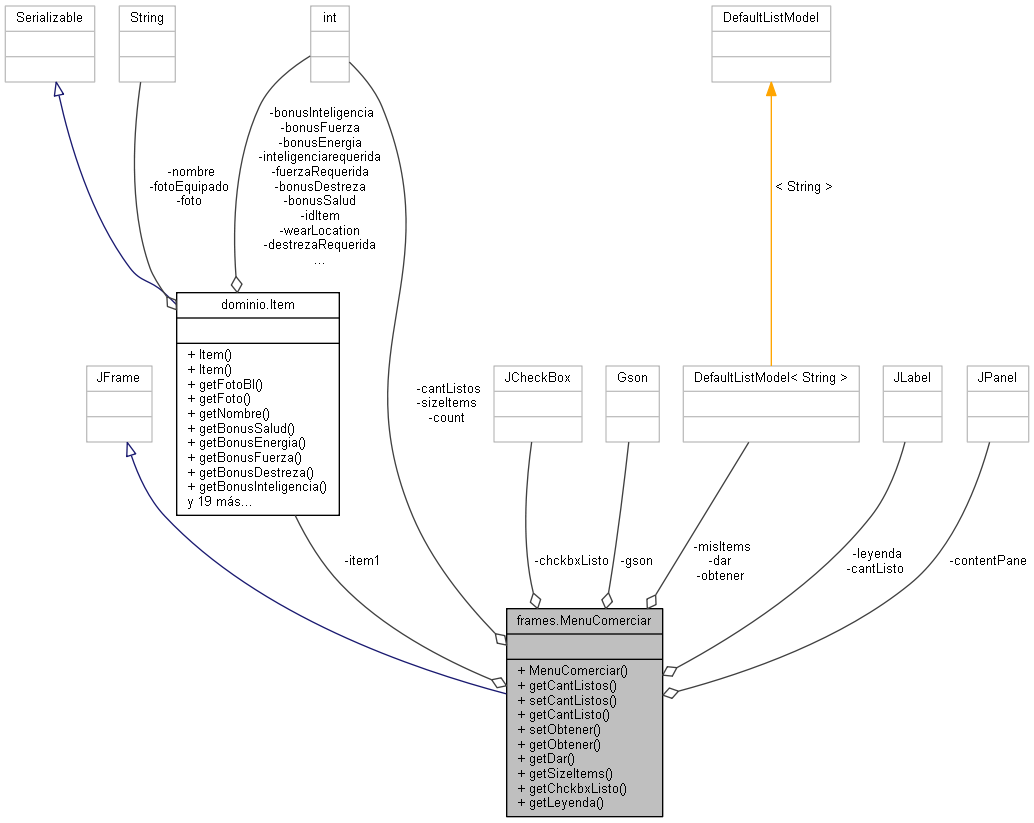 Serializable
String
int
DefaultListModel
-nombre
-fotoEquipado
-foto
-bonusInteligencia
-bonusFuerza
-bonusEnergia
-inteligenciarequerida
-fuerzaRequerida
-bonusDestreza
-bonusSalud
-idItem
-wearLocation
-destrezaRequerida
...
< String >
dominio.Item
+ Item()
+ Item()
+ getFotoBI()
+ getFoto()
+ getNombre()
+ getBonusSalud()
+ getBonusEnergia()
+ getBonusFuerza()
+ getBonusDestreza()
+ getBonusInteligencia()
y 19 más...
JFrame
-cantListos
-sizeItems
-count
JCheckBox
Gson
DefaultListModel< String >
JLabel
JPanel
-item1
-chckbxListo
-gson
-misItems
-dar
-obtener
-leyenda
-cantListo
-contentPane
frames.MenuComerciar
+ MenuComerciar()
+ getCantListos()
+ setCantListos()
+ getCantListo()
+ setObtener()
+ getObtener()
+ getDar()
+ getSizeItems()
+ getChckbxListo()
+ getLeyenda()